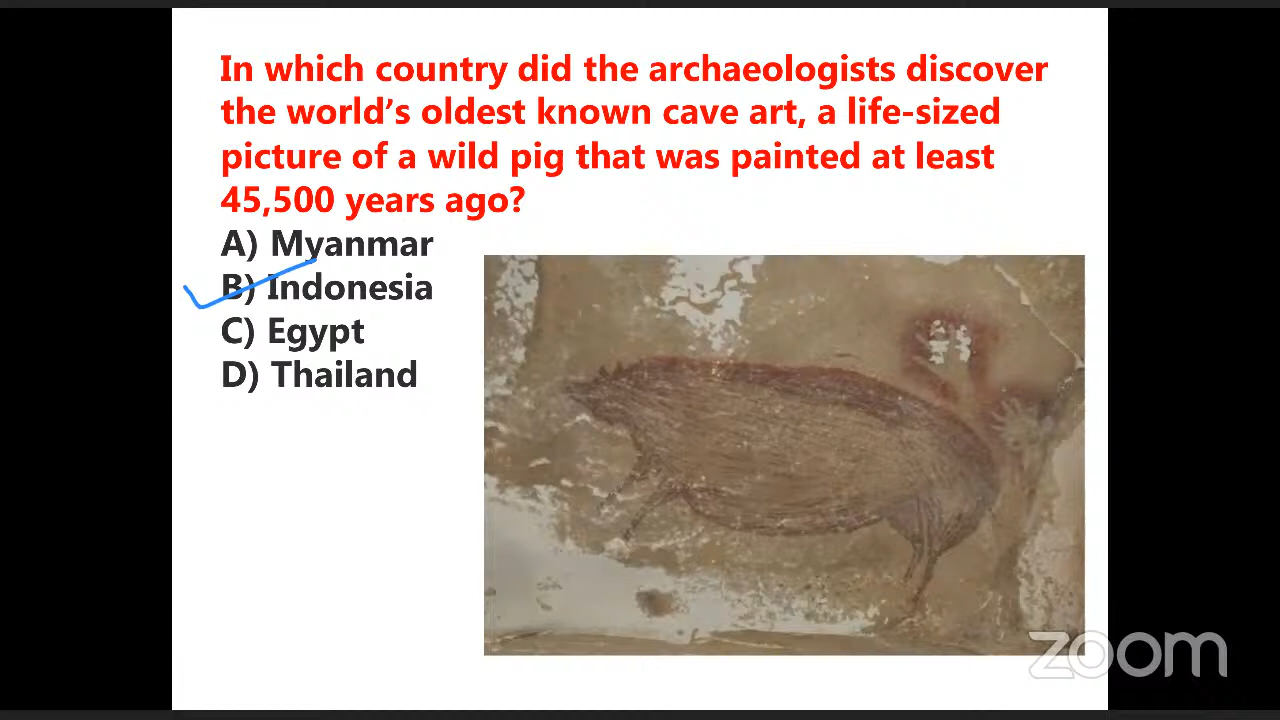 In which country did the archaeologists discover
the world's oldest known cave art, a life-sized
picture of a wild pig that was painted at least
45,500 years ago?
A) Myanmar
B) Indonesia
C) Egypt
D) Thailand
zoom